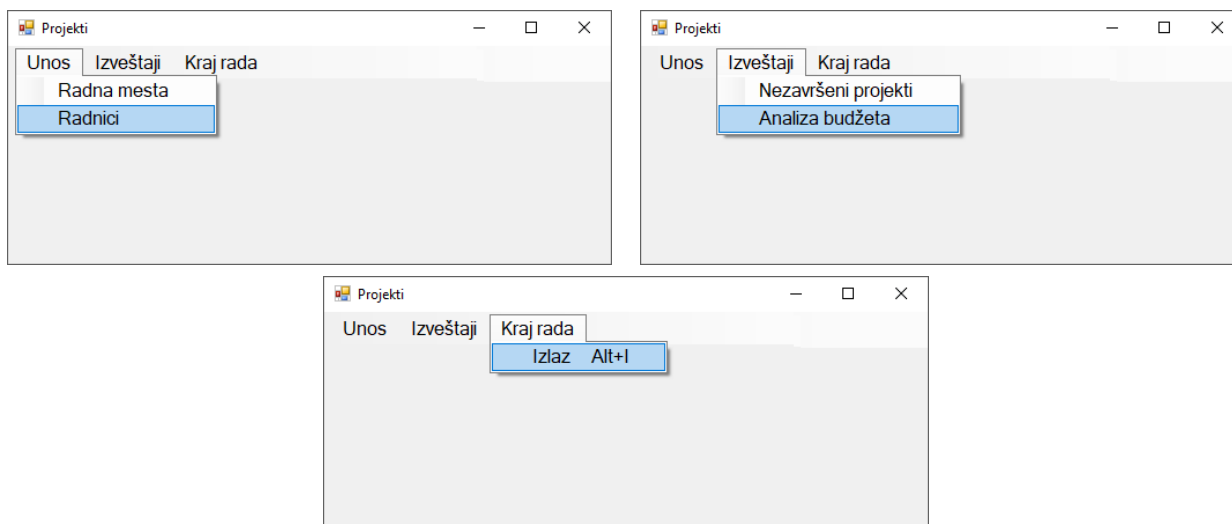 Projekti
Unos Izveštaji Kraj rada
Radna mesta
Radnici
Projekti
Unos Izveštaji Kraj rada
Nezavršeni projekti
Analiza budžeta
Projekti
Unos Izveštaji Kraj rada
Izlaz Alt+I